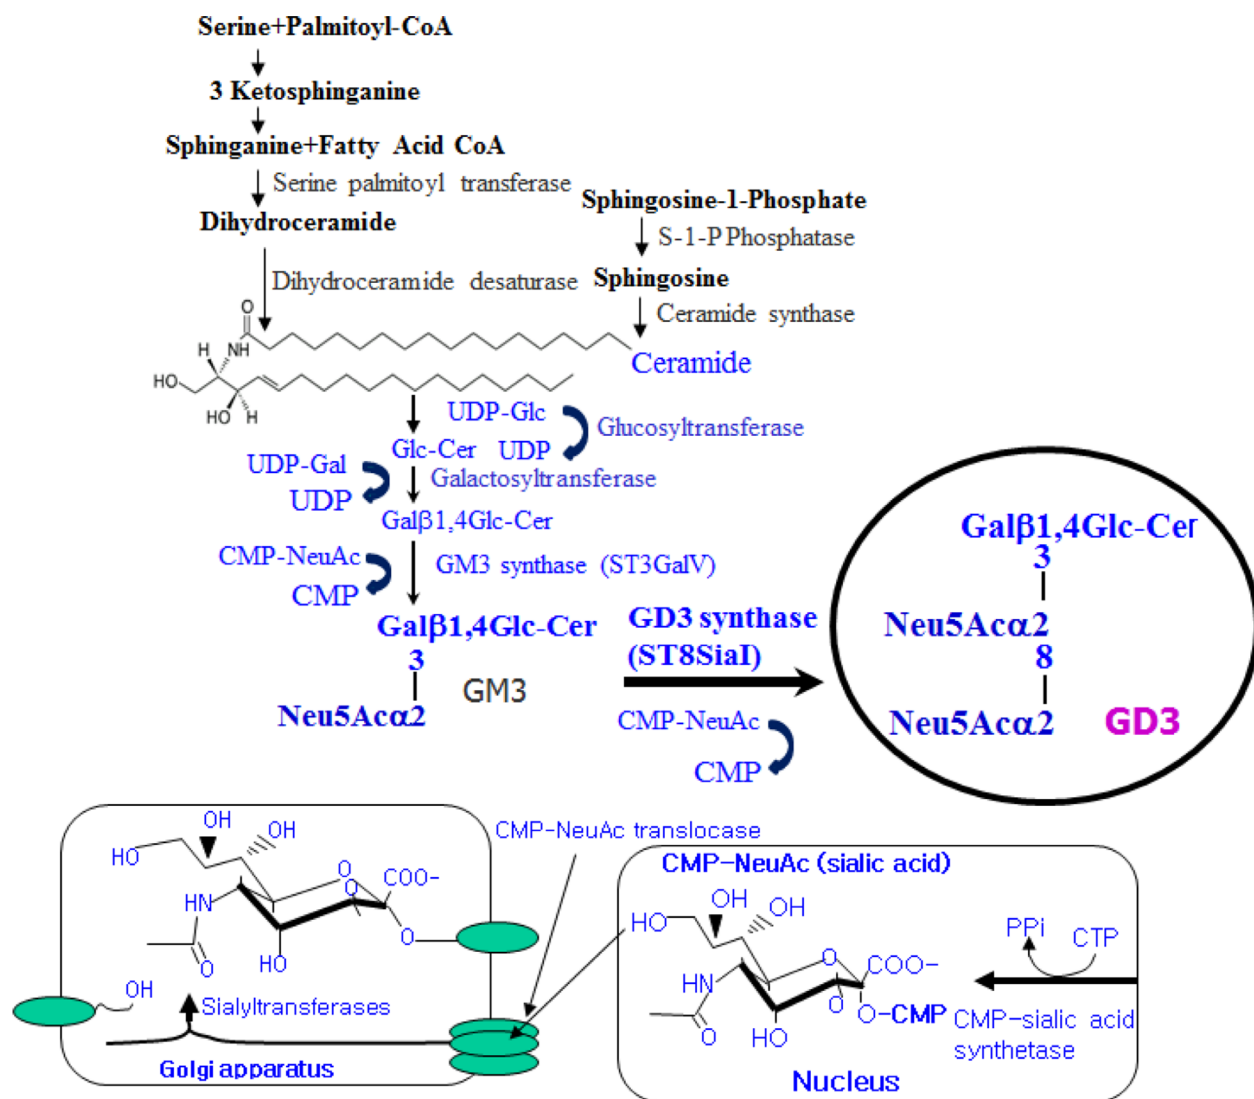 Serine+Palmitoyl-CoA
3 Ketosphinganine
Sphinganine+Fatty Acid CoA
Serine palmitoyl transferase
Dihydroceramide
Sphingosine-1-Phosphate
S-1-P Phosphatase
Dihydroceramide desaturase
Sphingosine
Ceramide synthase
O
NH
H
HO
HO
H
Ceramide
UDP-Glc
Glucosyltransferase
Glc-Cer
UDP
UDP-Gal
Galactosyltransferase
UDP
Galβ1,4Glc-Cer
CMP-NeuAc
GM3 synthase (ST3GalV)
CMP
Galβ1,4Glc-Cer
3
GM3
Neu5Acα2
GD3 synthase
(ST8SiaI)
CMP-NeuAc
CMP
Galβ1,4Glc-Cer
3
Neu5Acα2
8
Neu5Acα2
GD3
OH
OH
HO
O
O
COO-
HN
O
O
HO
OH
Sialyltransferases
Golgi apparatus
CMP-NeuAc translocase
CMP-NeuAc (sialic acid)
OH
OH
HO
O
COO-
HN
O
O-CMP
O
HO
PPi
CTP
CMP-sialic acid
synthetase
Nucleus